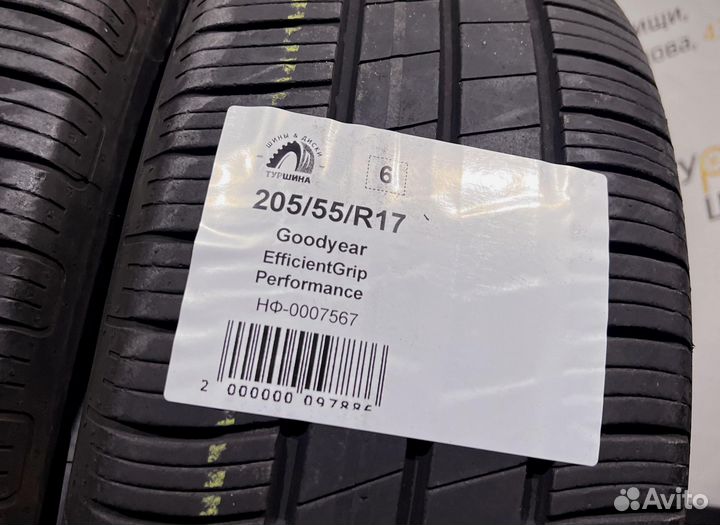 ШИНЫ & ДИСКИ
ТУРШИНА
6
205/55/R17
Goodyear
EfficientGrip
Performance
НФ-0007567
2 000000 097886
Avito